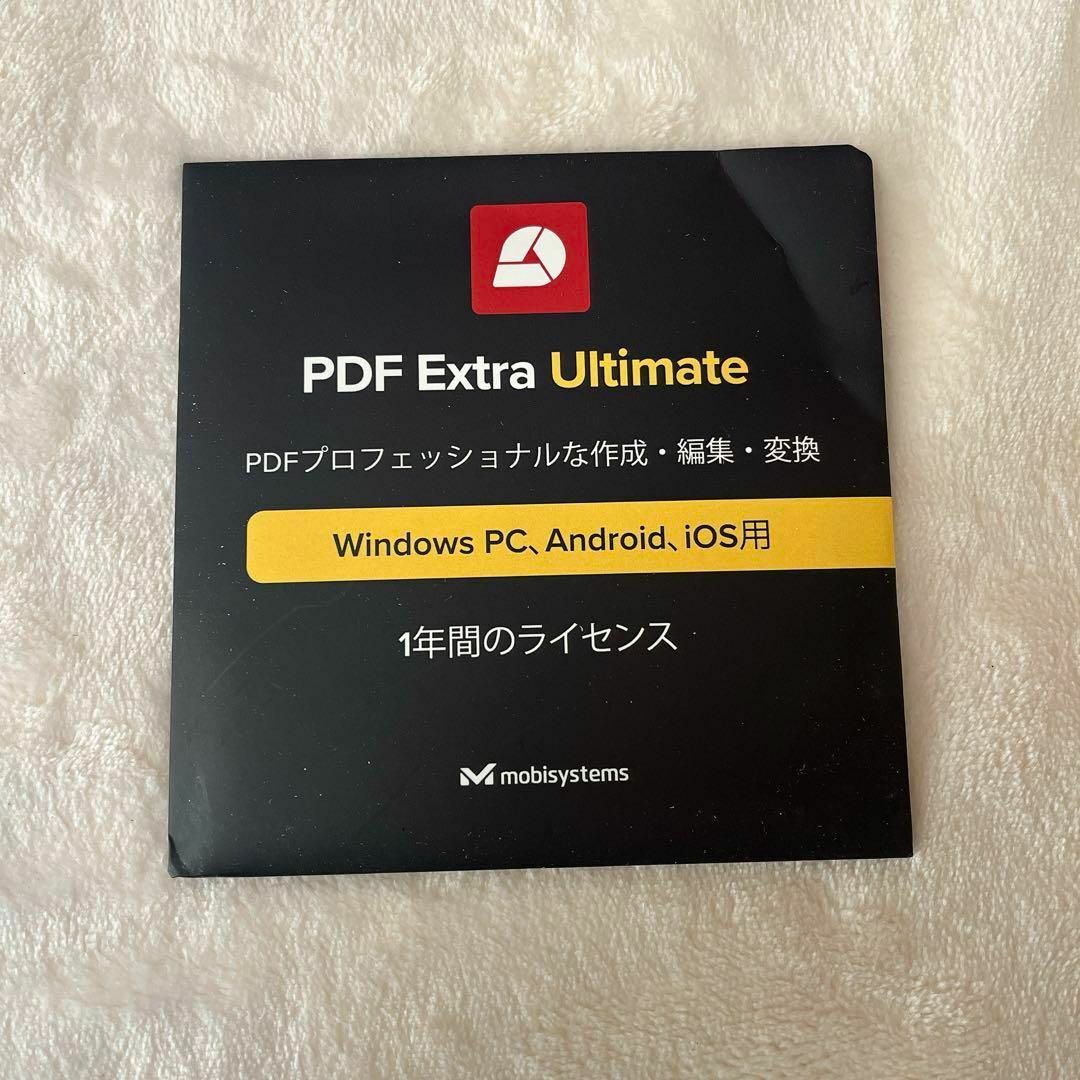 PDF Extra Ultimate
PDFプロフェッショナルな作成・編集・変換
Windows PC、Android、iOS用
1年間のライセンス
mobisystems